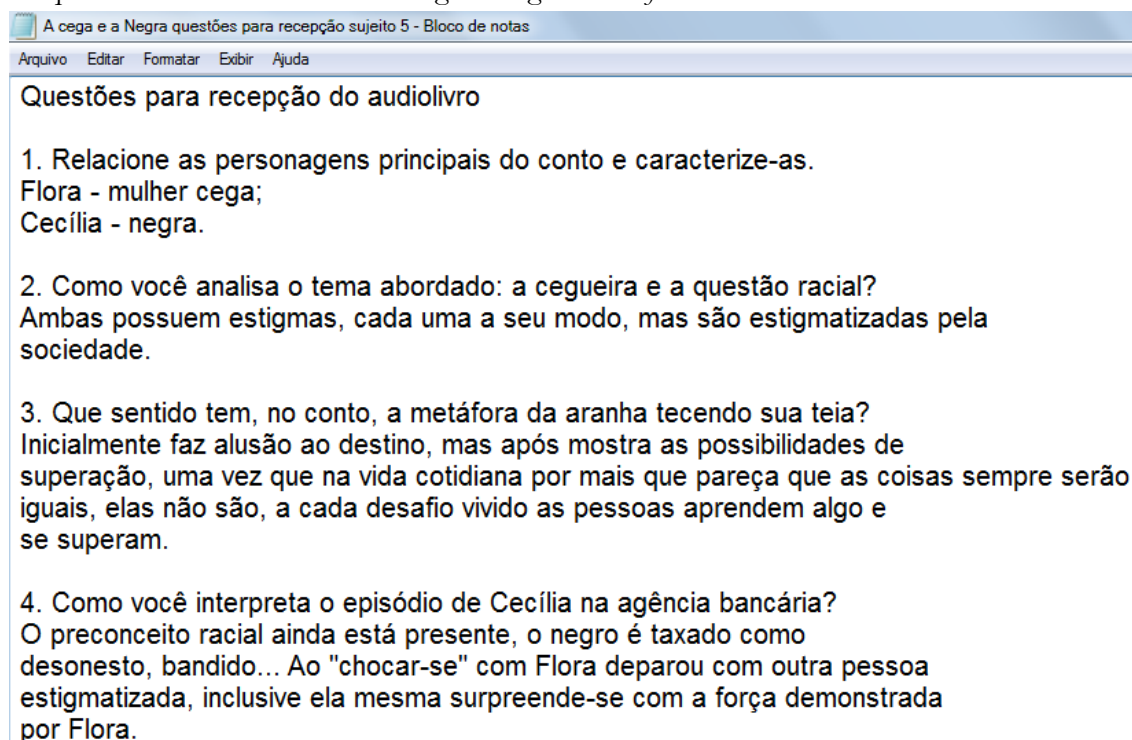 A cega e a Negra questões para recepção sujeito 5 - Bloco de notas
Arquivo Editar Formatar Exibir Ajuda
Questões para recepção do audiolivro
1. Relacione as personagens principais do conto e caracterize-as.
Flora - mulher cega;
Cecília - negra.
2. Como você analisa o tema abordado: a cegueira e a questão racial?
Ambas possuem estigmas, cada uma a seu modo, mas são estigmatizadas pela
sociedade.
3. Que sentido tem, no conto, a metáfora da aranha tecendo sua teia?
Inicialmente faz alusão ao destino, mas após mostra as possibilidades de
superação, uma vez que na vida cotidiana por mais que pareça que as coisas sempre serão
iguais, elas não são, a cada desafio vivido as pessoas aprendem algo e
se superam.
4. Como você interpreta o episódio de Cecília na agência bancária?
O preconceito racial ainda está presente, o negro é taxado como
desonesto, bandido... Ao "chocar-se" com Flora deparou com outra pessoa
estigmatizada, inclusive ela mesma surpreende-se com a força demonstrada
por Flora.